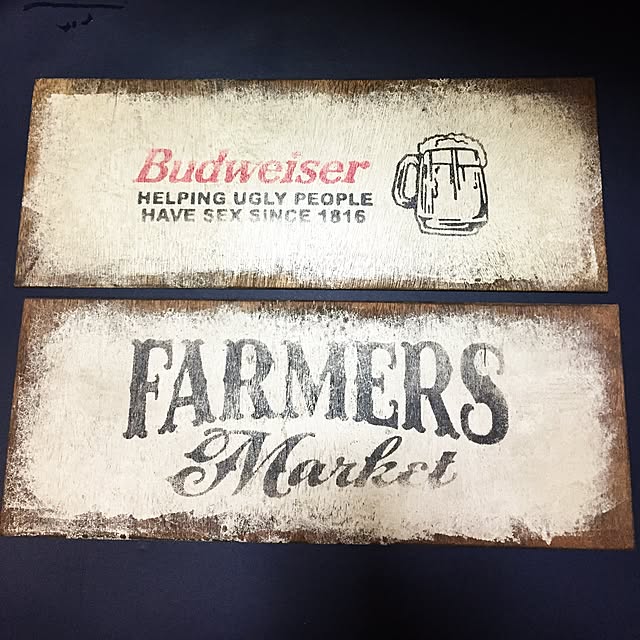 Budweiser
HELPING UGLY PEOPLE
HAVE SEX SINCE 1816
FARMERS
Market